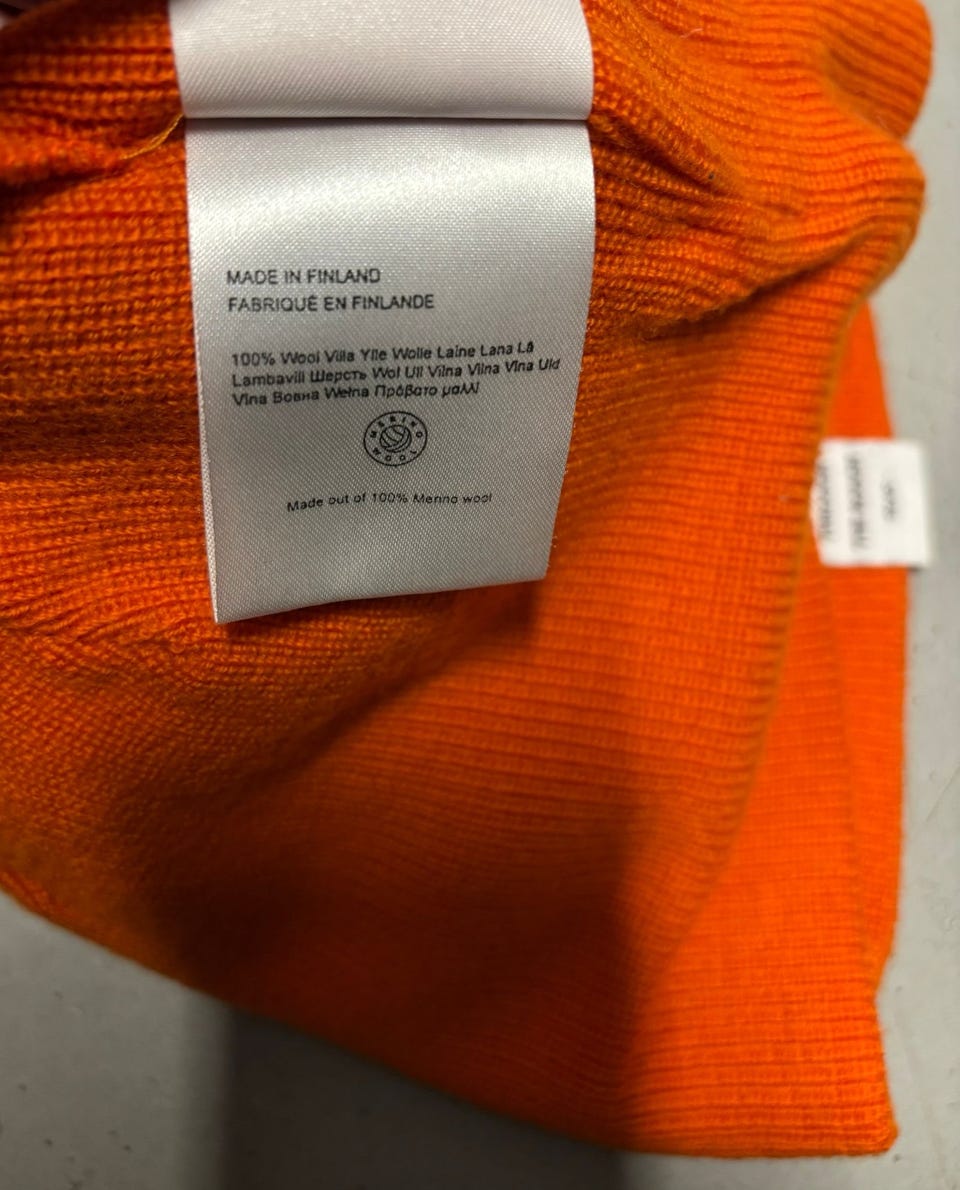 MADE IN FINLAND
FABRIQUÉ EN FINLANDE
100% Wool Villa Ylle Wolle Laine Lana Lã
Lambavill Шерсть Wol Ull Vilna Vilna Vlna Uld
Vlna Вовна Wełna Πρόβατο μαλλί
MERINO
WOOL
Made out of 100% Merino wool